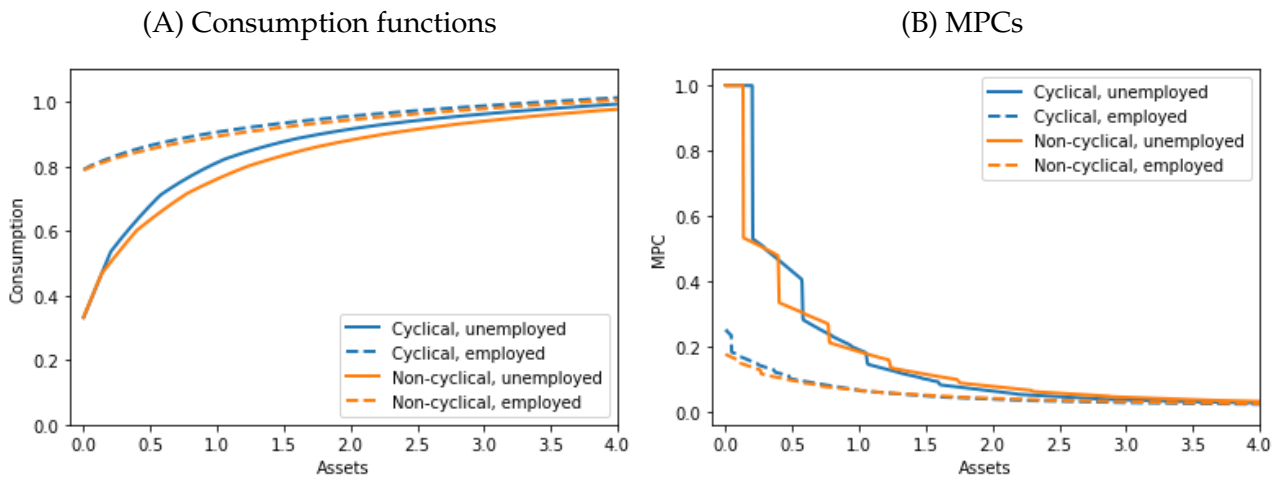 (A) Consumption functions
Consumption
1.0
0.8
0.6
0.4
0.2
0.0
0.0 0.5 1.0 1.5 2.0 2.5 3.0 3.5 4.0
Assets
Cyclical, unemployed
Cyclical, employed
Non-cyclical, unemployed
Non-cyclical, employed
(B) MPCs
MPC
1.0
0.8
0.6
0.4
0.2
0.0
0.0 0.5 1.0 1.5 2.0 2.5 3.0 3.5 4.0
Assets
Cyclical, unemployed
Cyclical, employed
Non-cyclical, unemployed
Non-cyclical, employed